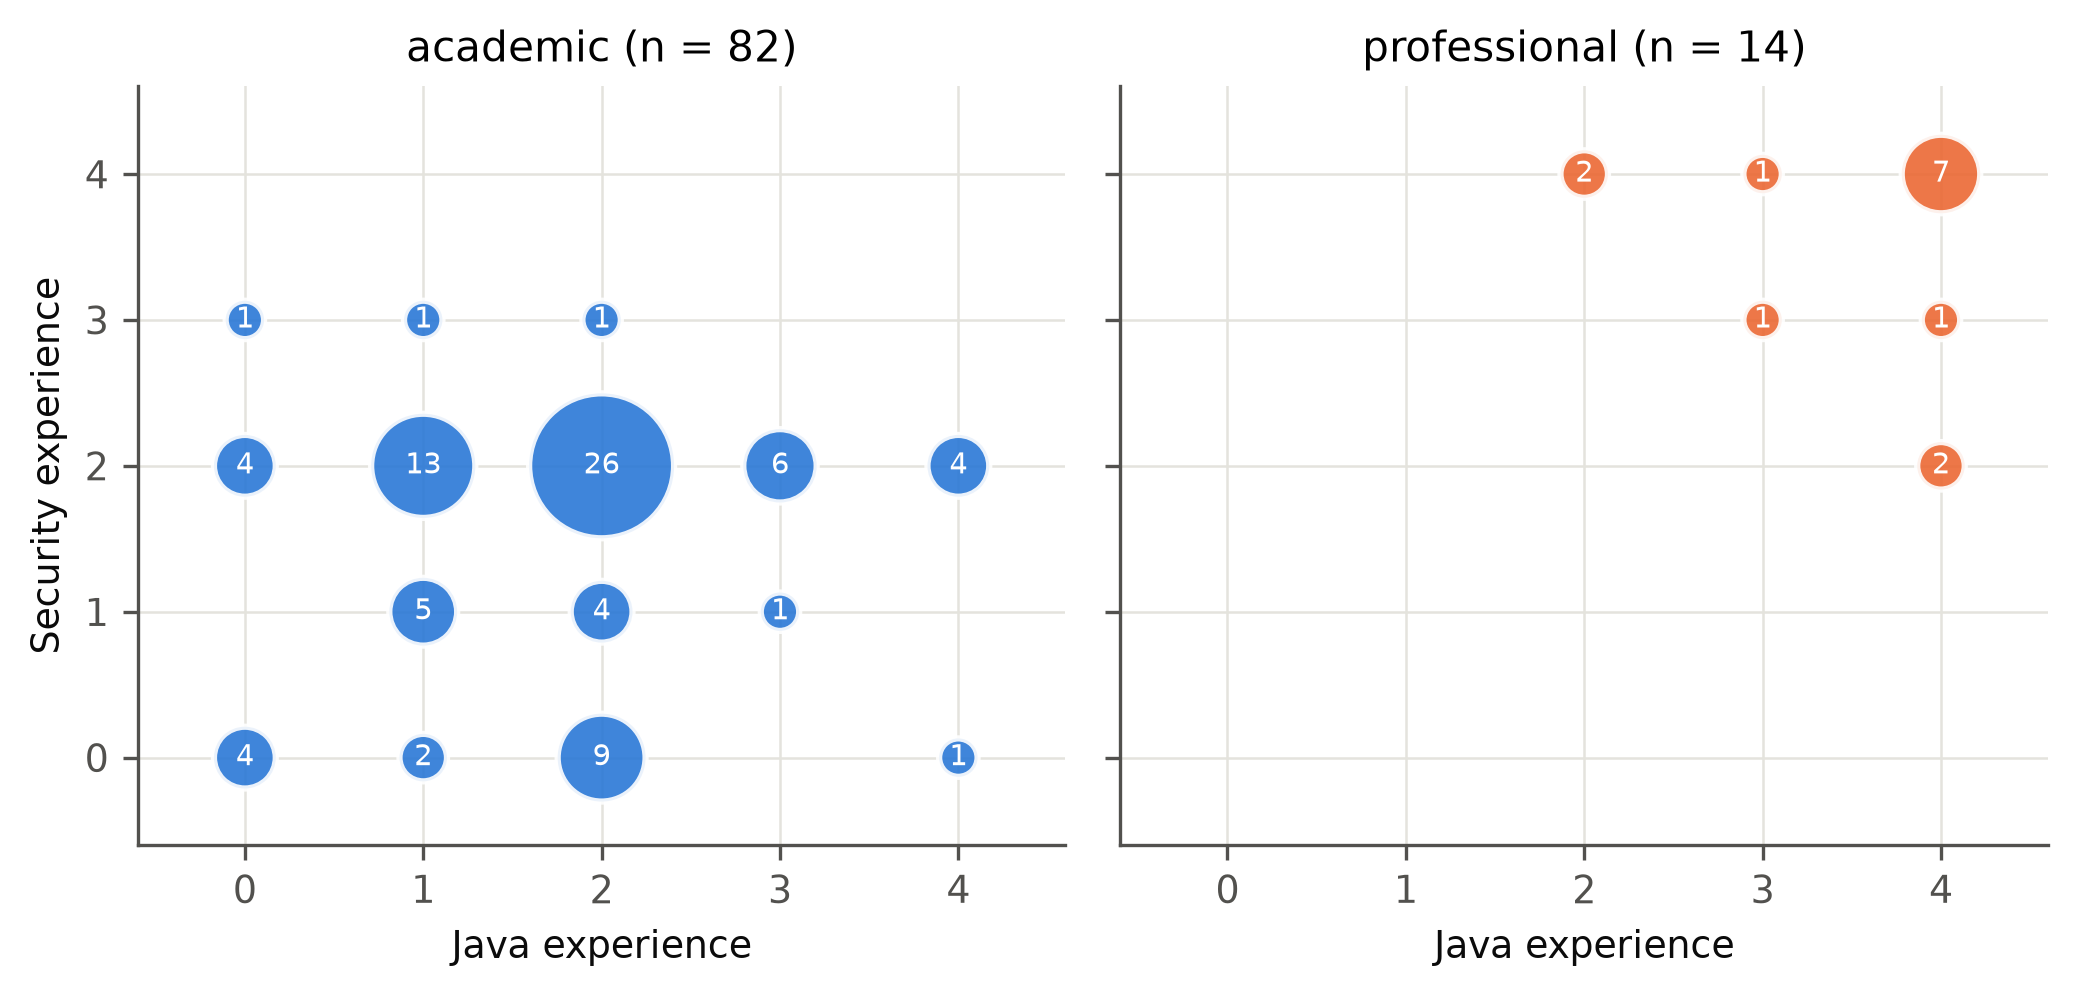 academic (n = 82)
professional (n = 14)
Security experience
4
3
2
1
0
1 1 1
4 13 26 6 4
5 4 1
4 2 9 1
0 1 2 3 4
Java experience
2 1 7
1 1
2
0 1 2 3 4
Java experience